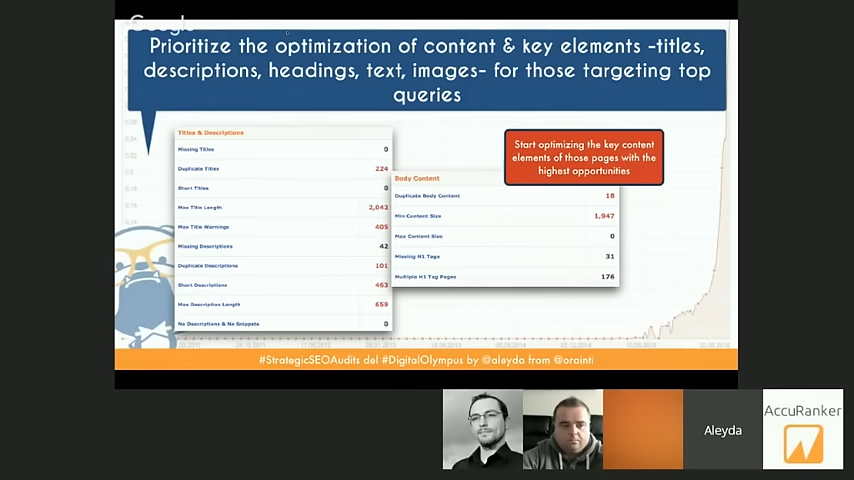 Google
Prioritize the optimization of content & key elements -titles,
descriptions, headings, text, images- for those targeting top
queries
Titles & Descriptions
Missing Titles 0
Duplicate Titles 224
Short Titles 0
Max Title Length 2,042
Max Title Warnings 405
Missing Descriptions 42
Duplicate Descriptions 101
Short Descriptions 463
Max Description Length 659
No Descriptions & No Snippets 0
Body Content
Duplicate Body Content 18
Min Content Size 1,947
Max Content Size 0
Missing H1 Tags 31
Multiple H1 Tag Pages 176
Start optimizing the key content
elements of those pages with the
highest opportunities
#StrategicSEOAudits del #DigitalOlympus by @aleyda from @orainti
Aleyda
AccuRanker